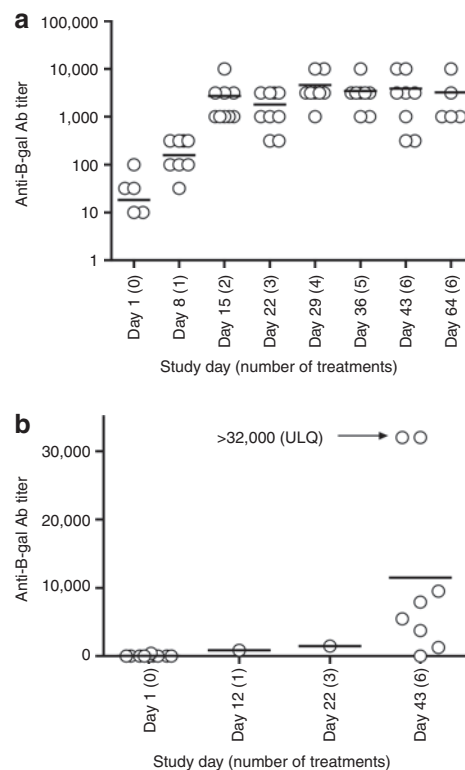 a
100,000
10,000
1,000
100
10
1
Anti-B-gal Ab titer
Day 1 (0)
Day 8 (1)
Day 15 (2)
Day 22 (3)
Day 29 (4)
Day 36 (5)
Day 43 (6)
Day 64 (6)
Study day (number of treatments)
b
>32,000 (ULQ)
30,000
20,000
10,000
0
Anti-B-gal Ab titer
Day 1 (0)
Day 12 (1)
Day 22 (3)
Day 43 (6)
Study day (number of treatments)